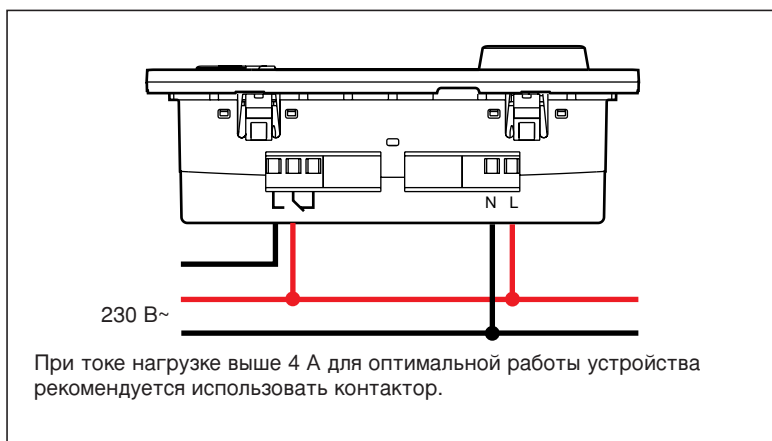 N L
230 В~
При токе нагрузке выше 4 А для оптимальной работы устройства
рекомендуется использовать контактор.